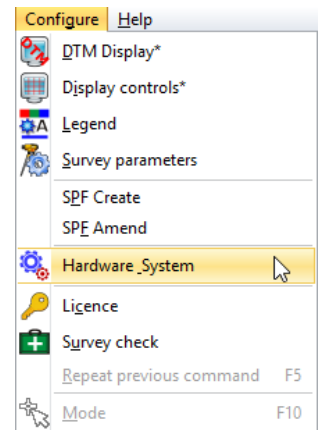 Configure Help
DTM Display*
Display controls*
Legend
Survey parameters
SPF Create
SPF Amend
Hardware _System
Licence
Survey check
Repeat previous command F5
Mode F10